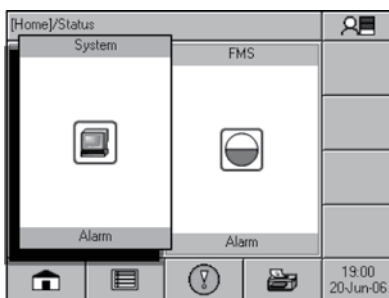 [Home]/Status
System
FMS
Alarm
Alarm
19:00
20-Jun-06